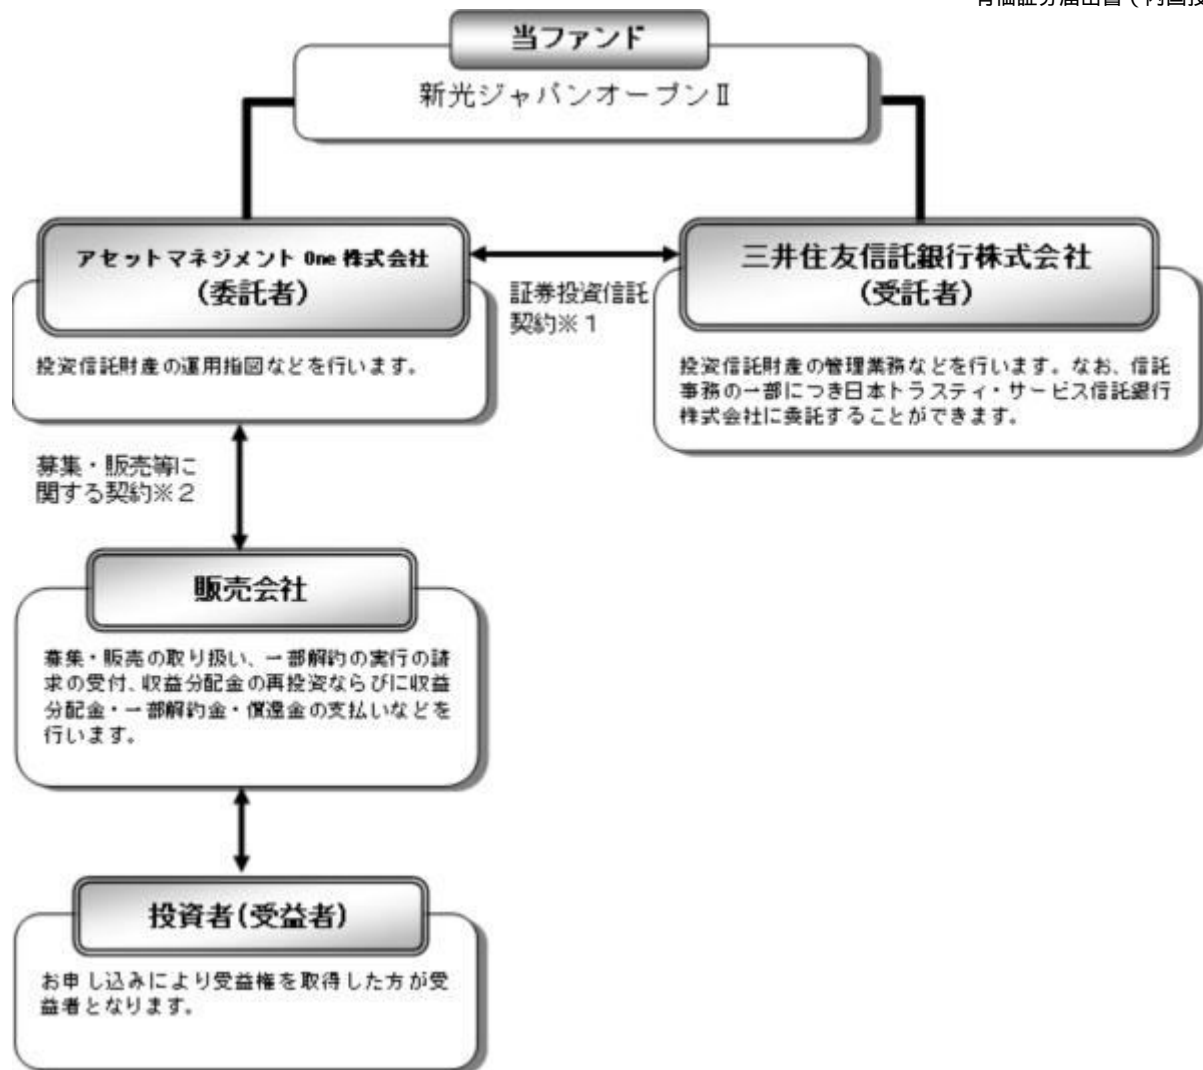 有価証券届出書(内国投
当ファンド
新光ジャパンオープンⅡ
アセットマネジメント One 株式会社
(委託者)
投資信託財産の運用指図などを行います。
証券投資信託
契約※1
三井住友信託銀行株式会社
(受託者)
投資信託財産の管理業務などを行います。なお、信託
事務の一部につき日本トラスティ・サービス信託銀行
株式会社に委託することができます。
募集・販売等に
関する契約※2
販売会社
募集・販売の取り扱い、一部解約の実行の請
求の受付、収益分配金の再投資ならびに収益
分配金・一部解約金・償還金の支払いなどを
行います。
投資者(受益者)
お申し込みにより受益権を取得した方が受
益者となります。